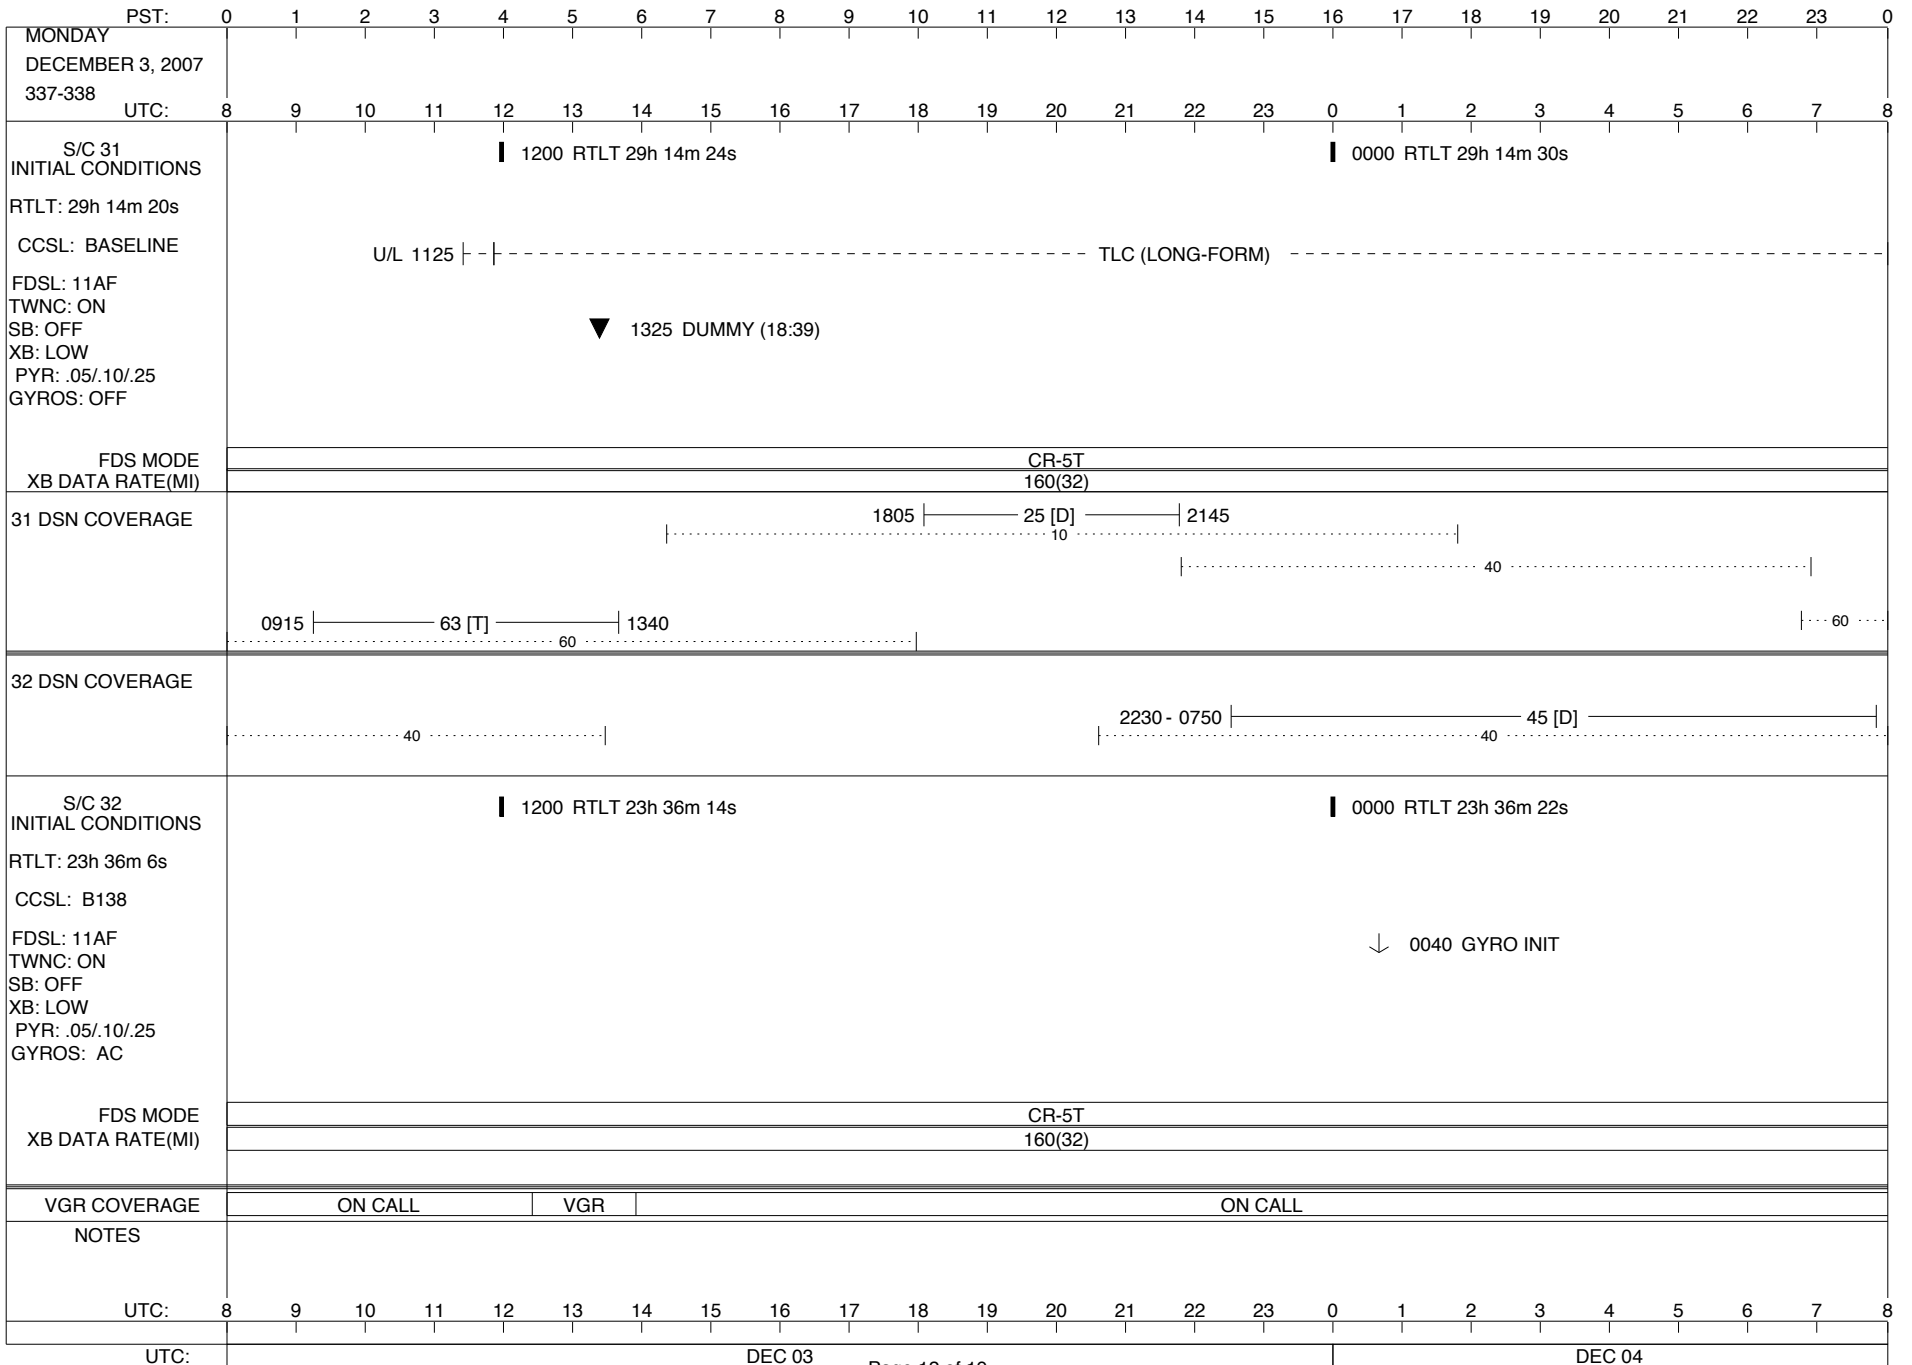 PST: 0 1 2 3 4 5 6 7 8 9 10 11 12 13 14 15 16 17 18 19 20 21 22 23 0
MONDAY
DECEMBER 3, 2007
337-338
UTC: 8 9 10 11 12 13 14 15 16 17 18 19 20 21 22 23 0 1 2 3 4 5 6 7 8
S/C 31
INITIAL CONDITIONS
1200 RTLT 29h 14m 24s
0000 RTLT 29h 14m 30s
RTLT: 29h 14m 20s
CCSL: BASELINE
U/L 1125
TLC (LONG-FORM)
FDSL: 11AF
TWNC: ON
SB: OFF
1325 DUMMY (18:39)
XB: LOW
PYR: .05/.10/.25
GYROS: OFF
FDS MODE CR-5T
XB DATA RATE(MI) 160(32)
31 DSN COVERAGE
1805 25 [D] 2145
10
40
0915 63 [T] 1340
60
60
32 DSN COVERAGE
2230 - 0750 45 [D]
40
40
S/C 32
INITIAL CONDITIONS
1200 RTLT 23h 36m 14s
0000 RTLT 23h 36m 22s
RTLT: 23h 36m 6s
CCSL: B138
FDSL: 11AF
0040 GYRO INIT
TWNC: ON
SB: OFF
XB: LOW
PYR: .05/.10/.25
GYROS: AC
FDS MODE CR-5T
XB DATA RATE(MI) 160(32)
VGR COVERAGE ON CALL VGR ON CALL
NOTES
UTC: 8 9 10 11 12 13 14 15 16 17 18 19 20 21 22 23 0 1 2 3 4 5 6 7 8
UTC: DEC 03 DEC 04